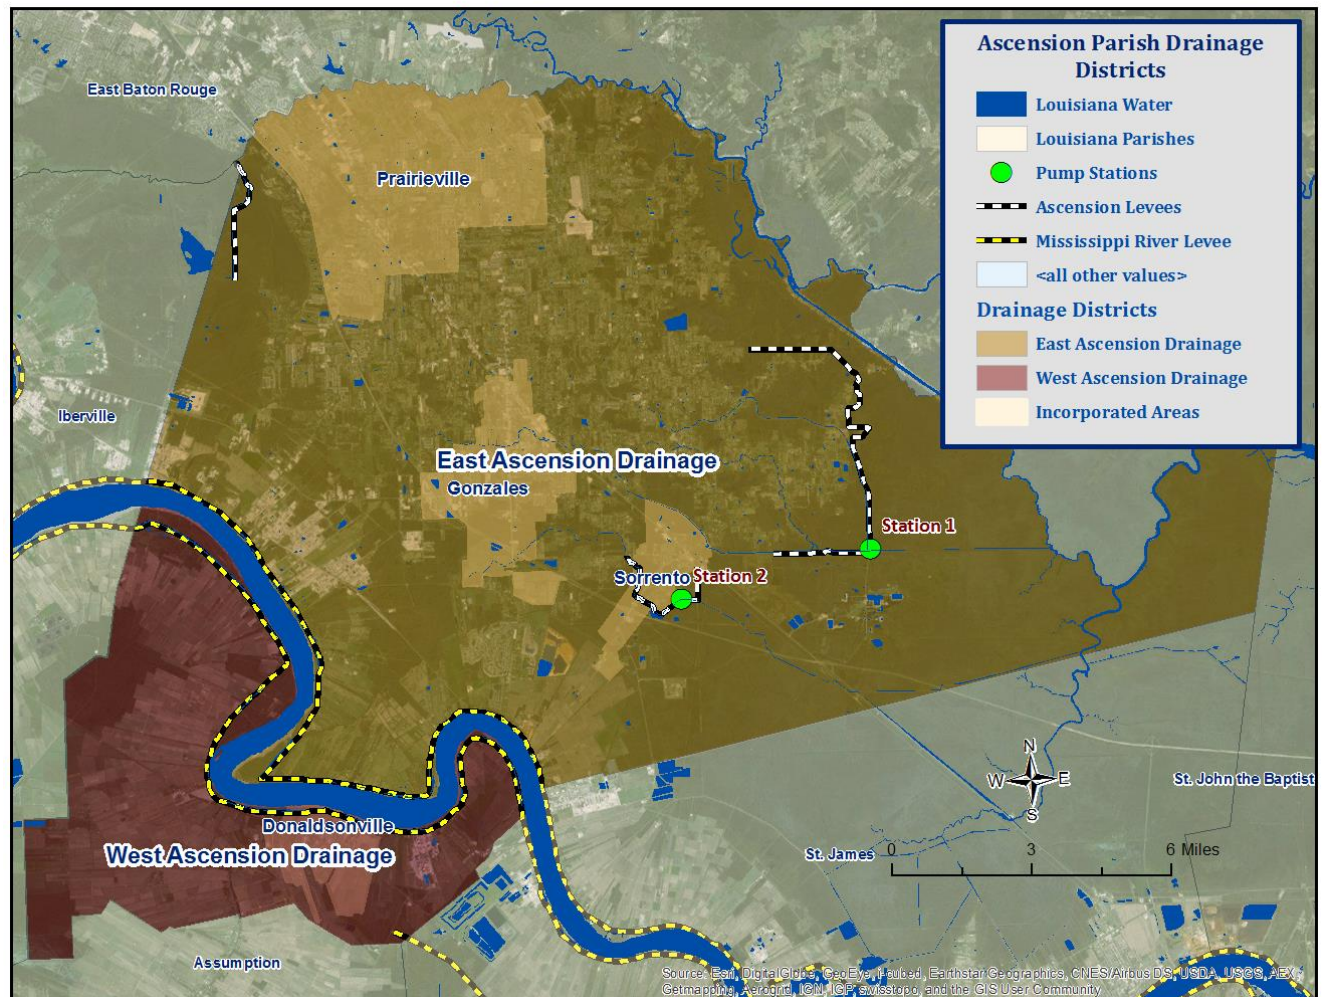 Ascension Parish Drainage
Districts
Louisiana Water
Louisiana Parishes
Pump Stations
Ascension Levees
Mississippi River Levee
<all other values>
Drainage Districts
East Ascension Drainage
West Ascension Drainage
Incorporated Areas
East Baton Rouge
Prairieville
Iberville
East Ascension Drainage
Gonzales
Station 1
Sorrento
Station 2
N
W E
S
St. John the Baptist
Donaldsonville
West Ascension Drainage
St. James
0 3 6 Miles
Assumption
Source: Esri, DigitalGlobe, GeoEye, i-cubed, Earthstar Geographics, CNES/Airbus DS, USDA, USGS, AEX,
Getmapping, Aerogrid, IGN, IGP, swisstopo, and the GIS User Community